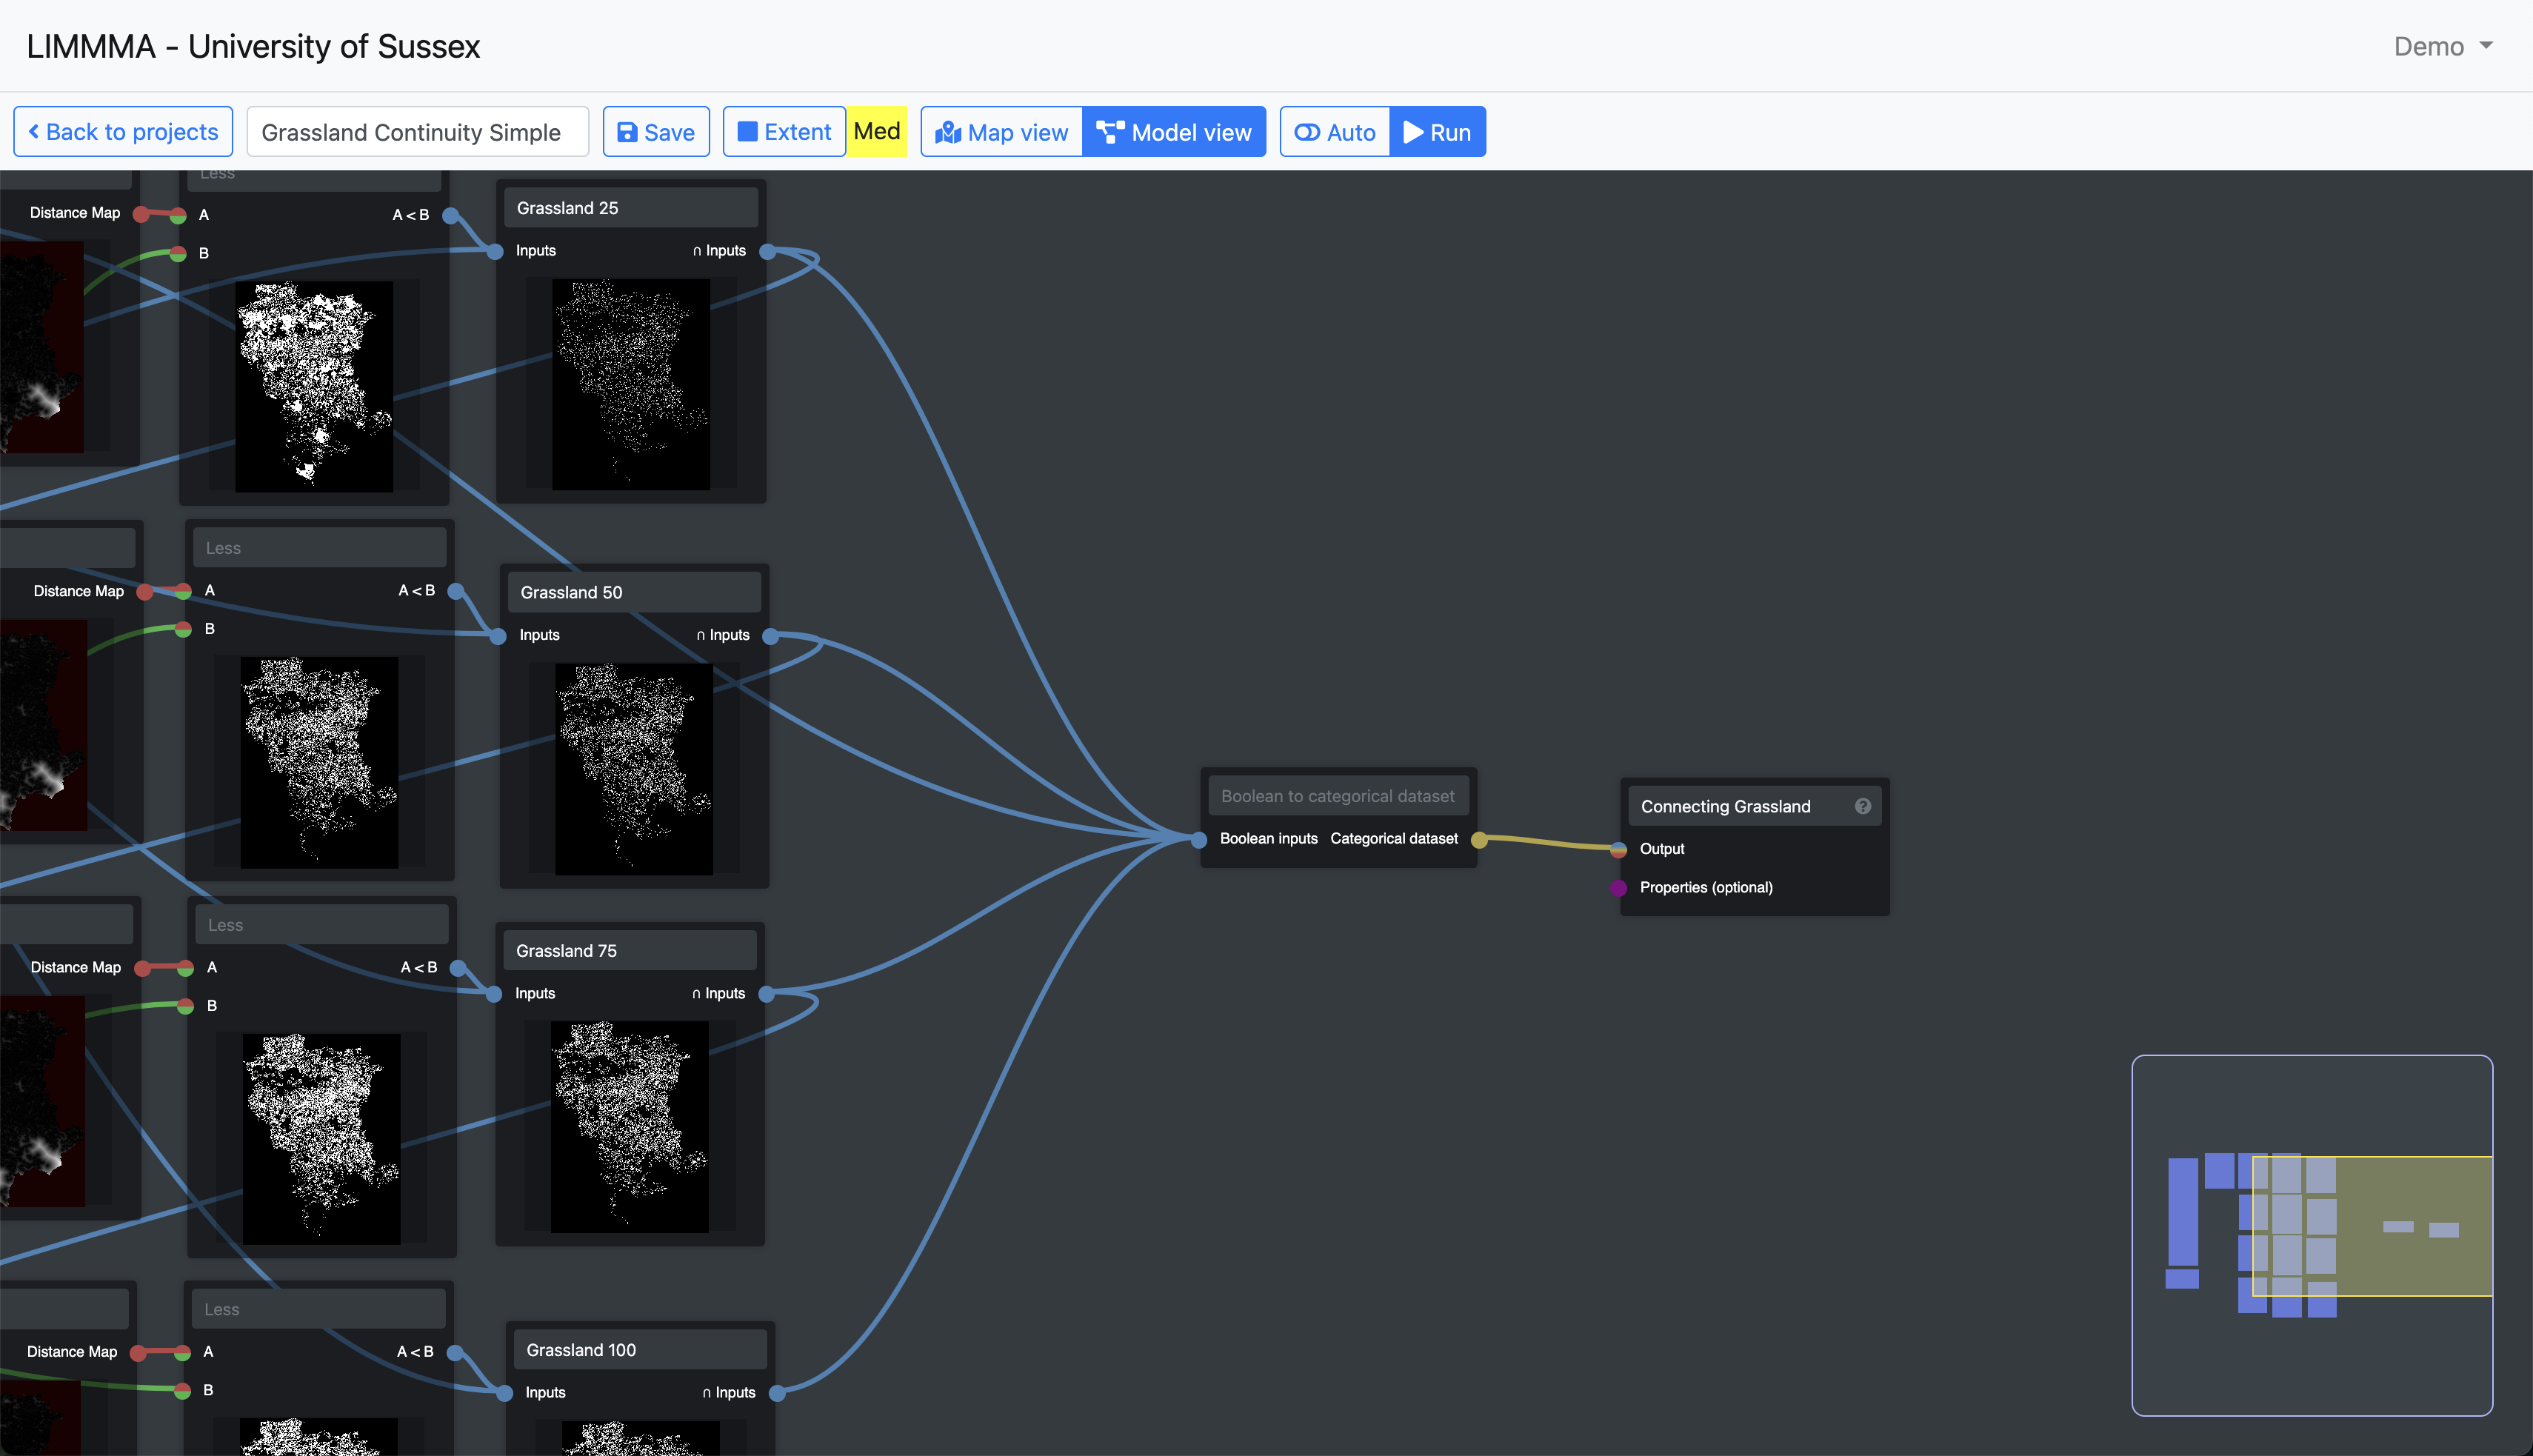 LIMMMA - University of Sussex
Demo
Back to projects
Grassland Continuity Simple
Save
Extent
Med
Map view
Model view
Auto
Run
Less
Distance Map
A
A < B
B
Grassland 25
Inputs
∩ Inputs
Less
Distance Map
A
A < B
B
Grassland 50
Inputs
∩ Inputs
Boolean to categorical dataset
Boolean inputs
Categorical dataset
Connecting Grassland
?
Output
Properties (optional)
Less
Distance Map
A
A < B
B
Grassland 75
Inputs
∩ Inputs
Less
Distance Map
A
A < B
B
Grassland 100
Inputs
∩ Inputs